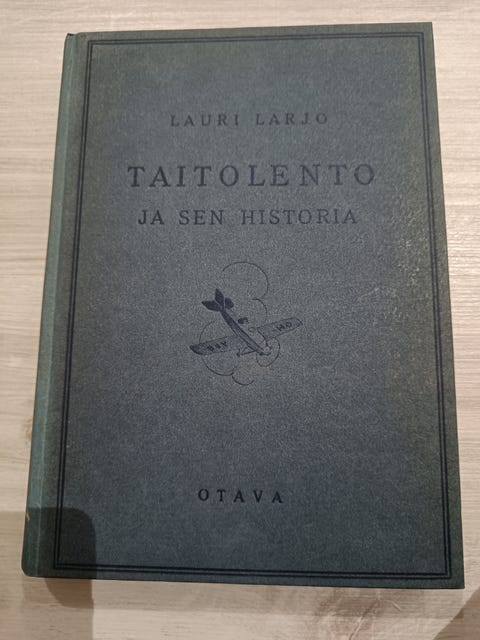 LAURI LARJO
TAITOLENTO
JA SEN HISTORIA
OTAVA